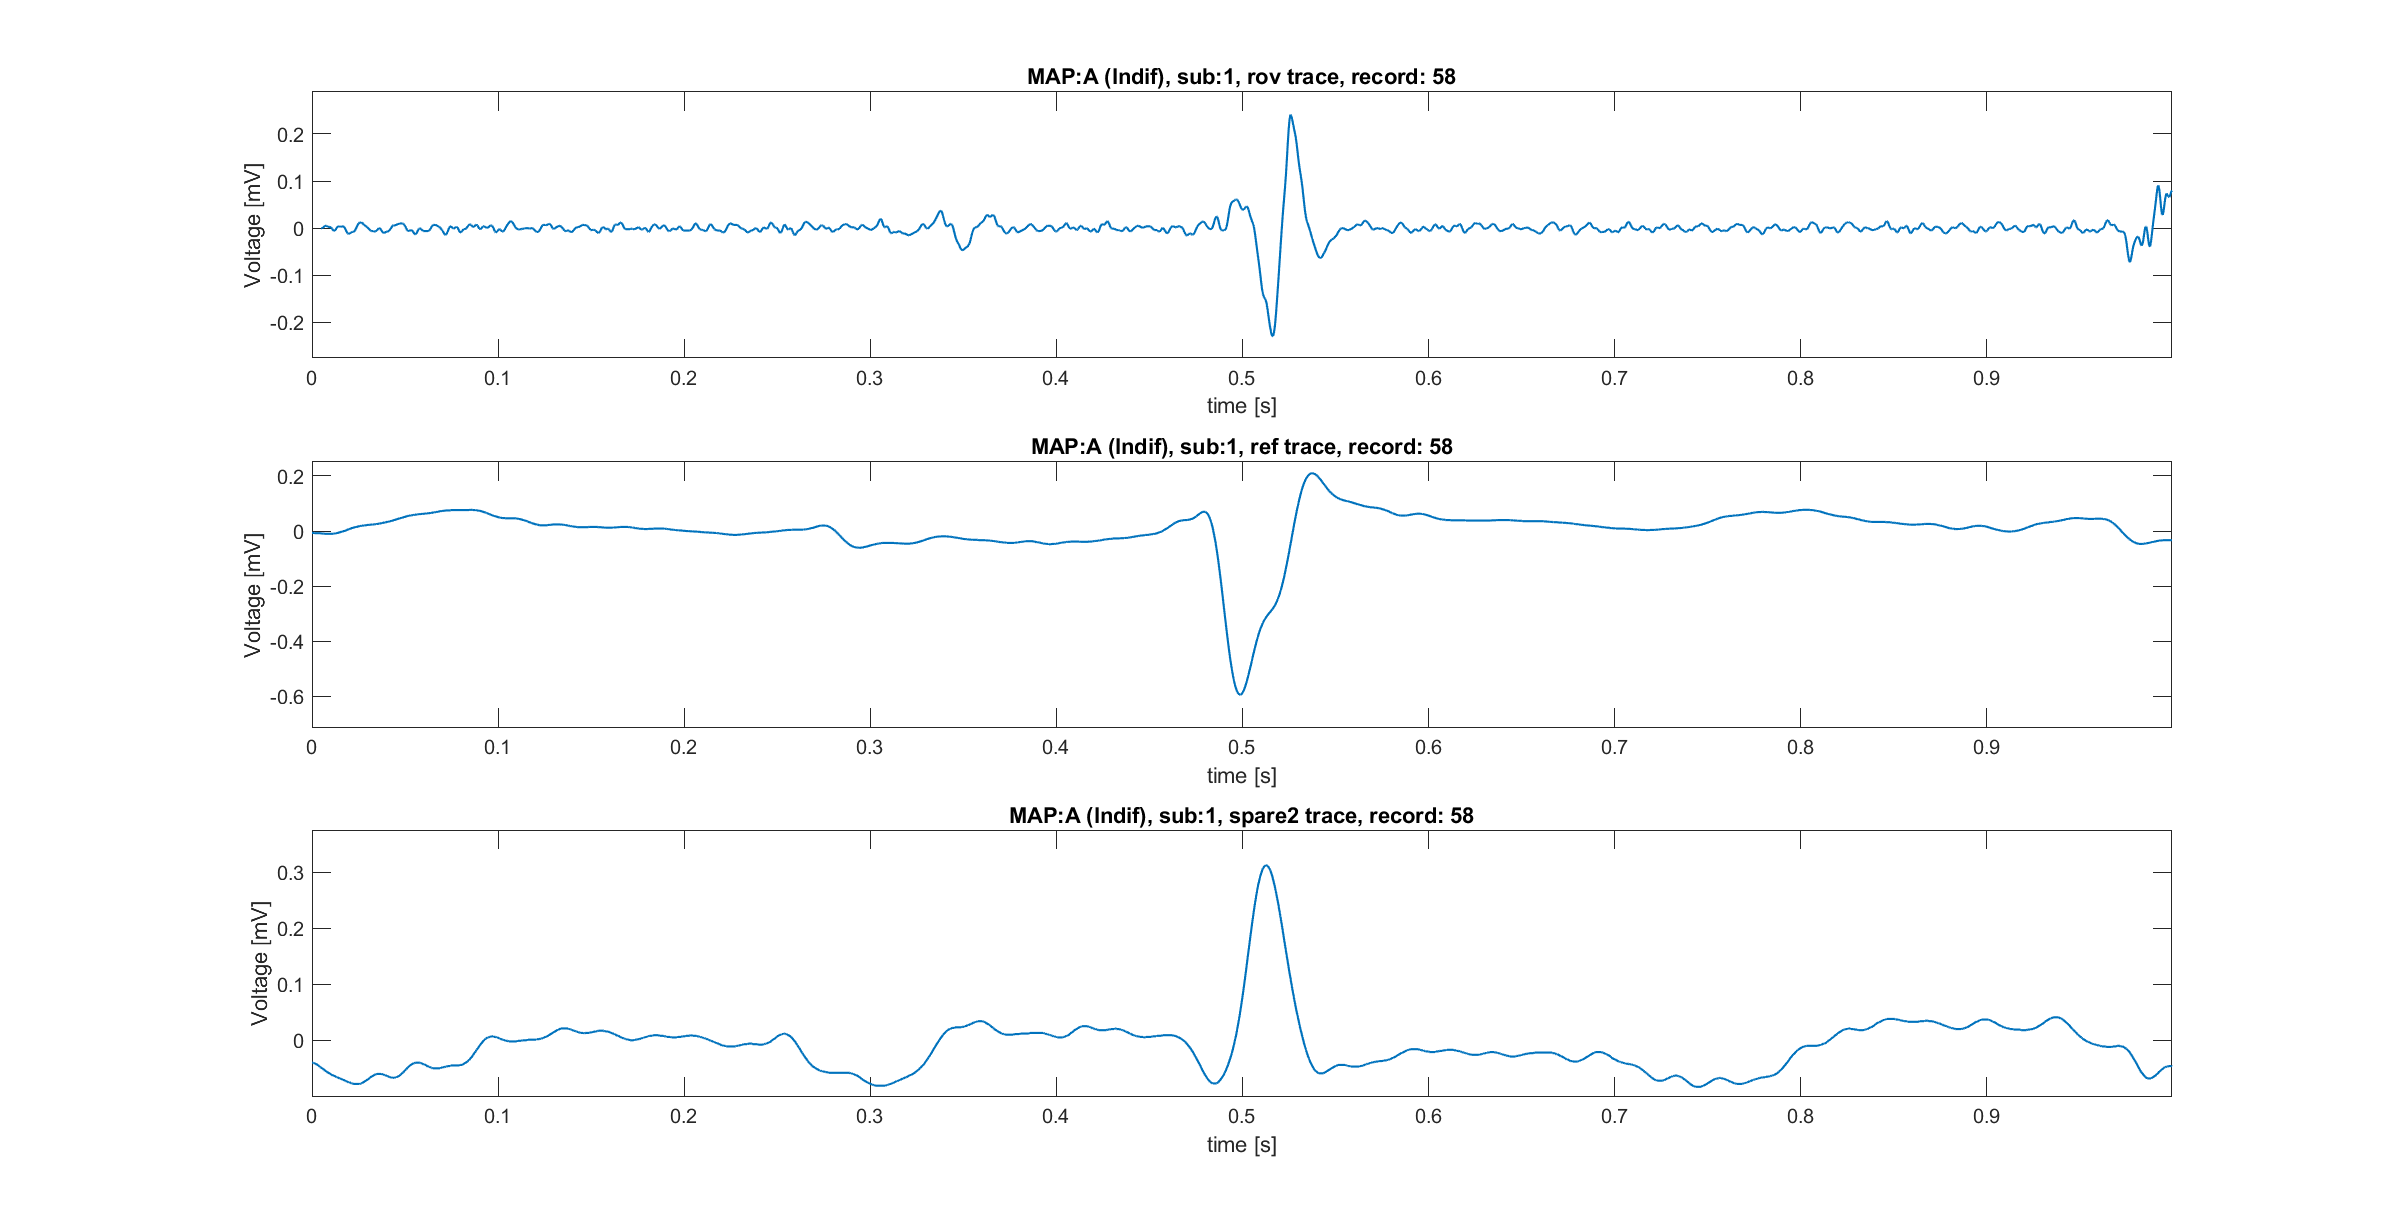 MAP:A (Indif), sub:1, rov trace, record: 58
Voltage [mV]
0.2
0.1
0
-0.1
-0.2
0 0.1 0.2 0.3 0.4 0.5 0.6 0.7 0.8 0.9
time [s]
MAP:A (Indif), sub:1, ref trace, record: 58
Voltage [mV]
0.2
0
-0.2
-0.4
-0.6
0 0.1 0.2 0.3 0.4 0.5 0.6 0.7 0.8 0.9
time [s]
MAP:A (Indif), sub:1, spare2 trace, record: 58
Voltage [mV]
0.3
0.2
0.1
0
0 0.1 0.2 0.3 0.4 0.5 0.6 0.7 0.8 0.9
time [s]